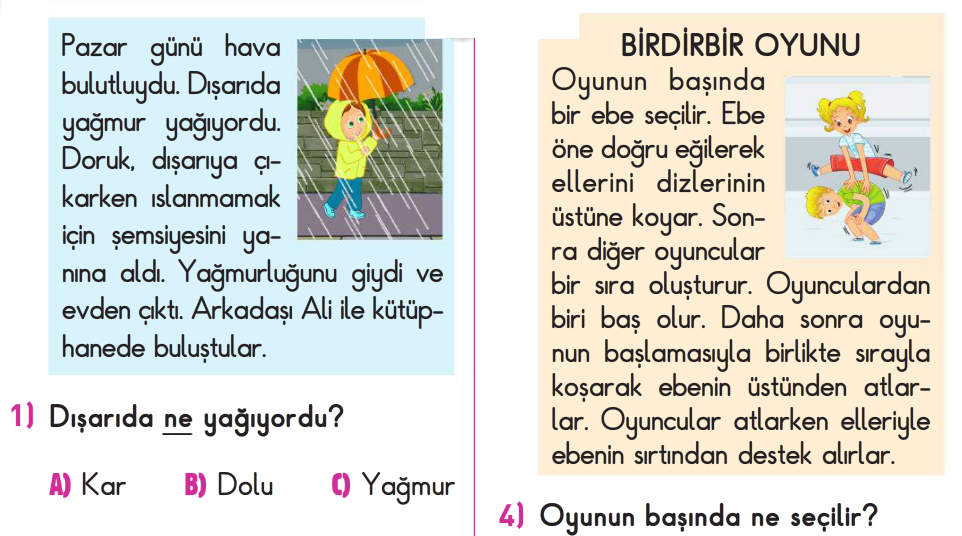 Pazar günü hava
bulutluydu. Dışarıda
yağmur yağıyordu.
Doruk, dışarıya çı-
karken ıslanmamak
için şemsiyesini ya-
nına aldı. Yağmurluğunu giydi ve
evden çıktı. Arkadaşı Ali ile kütüp-
hanede buluştular.
1) Dışarıda ne yağıyordu?
A) Kar B) Dolu C) Yağmur
BİRDİRBİR OYUNU
Oyunun başında
bir ebe seçilir. Ebe
öne doğru eğilerek
ellerini dizlerinin
üstüne koyar. Son-
ra diğer oyuncular
bir sıra oluşturur. Oyunculardan
biri baş olur. Daha sonra oyu-
nun başlamasıyla birlikte sırayla
koşarak ebenin üstünden atlar-
lar. Oyuncular atlarken elleriyle
ebenin sırtından destek alırlar.
4) Oyunun başında ne seçilir?